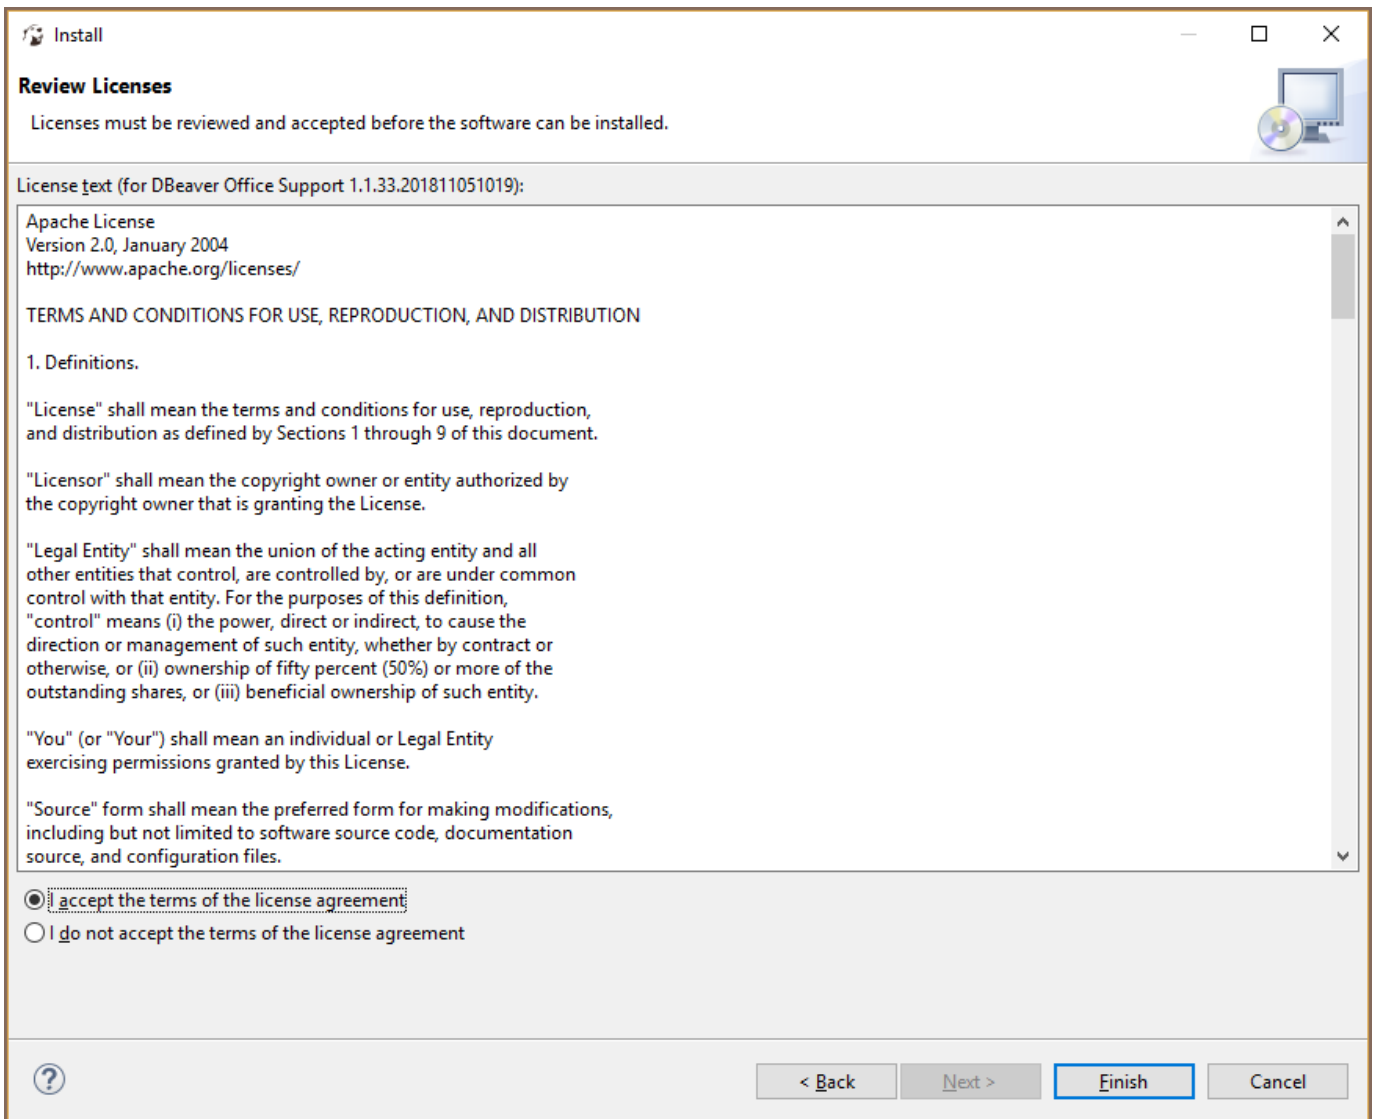 Install
Review Licenses
Licenses must be reviewed and accepted before the software can be installed.
License text (for DBeaver Office Support 1.1.33.201811051019):
Apache License
Version 2.0, January 2004
http://www.apache.org/licenses/
TERMS AND CONDITIONS FOR USE, REPRODUCTION, AND DISTRIBUTION
1. Definitions.
"License" shall mean the terms and conditions for use, reproduction,
and distribution as defined by Sections 1 through 9 of this document.
"Licensor" shall mean the copyright owner or entity authorized by
the copyright owner that is granting the License.
"Legal Entity" shall mean the union of the acting entity and all
other entities that control, are controlled by, or are under common
control with that entity. For the purposes of this definition,
"control" means (i) the power, direct or indirect, to cause the
direction or management of such entity, whether by contract or
otherwise, or (ii) ownership of fifty percent (50%) or more of the
outstanding shares, or (iii) beneficial ownership of such entity.
"You" (or "Your") shall mean an individual or Legal Entity
exercising permissions granted by this License.
"Source" form shall mean the preferred form for making modifications,
including but not limited to software source code, documentation
source, and configuration files.
I accept the terms of the license agreement
I do not accept the terms of the license agreement
?
< Back
Next >
Finish
Cancel